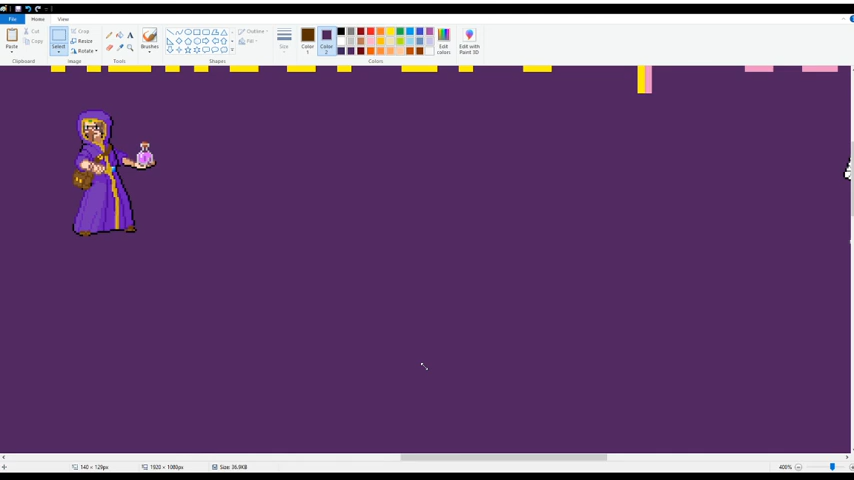 File Home View
Paste
Cut
Copy
Clipboard
Select
Crop
Resize
Rotate
Image
Tools
Brushes
Outline
Fill
Shapes
Size
Color 1
Color 2
Edit colors
Colors
Edit with Paint 3D
140 × 129px
1920 × 1080px
Size: 36.9KB
400%